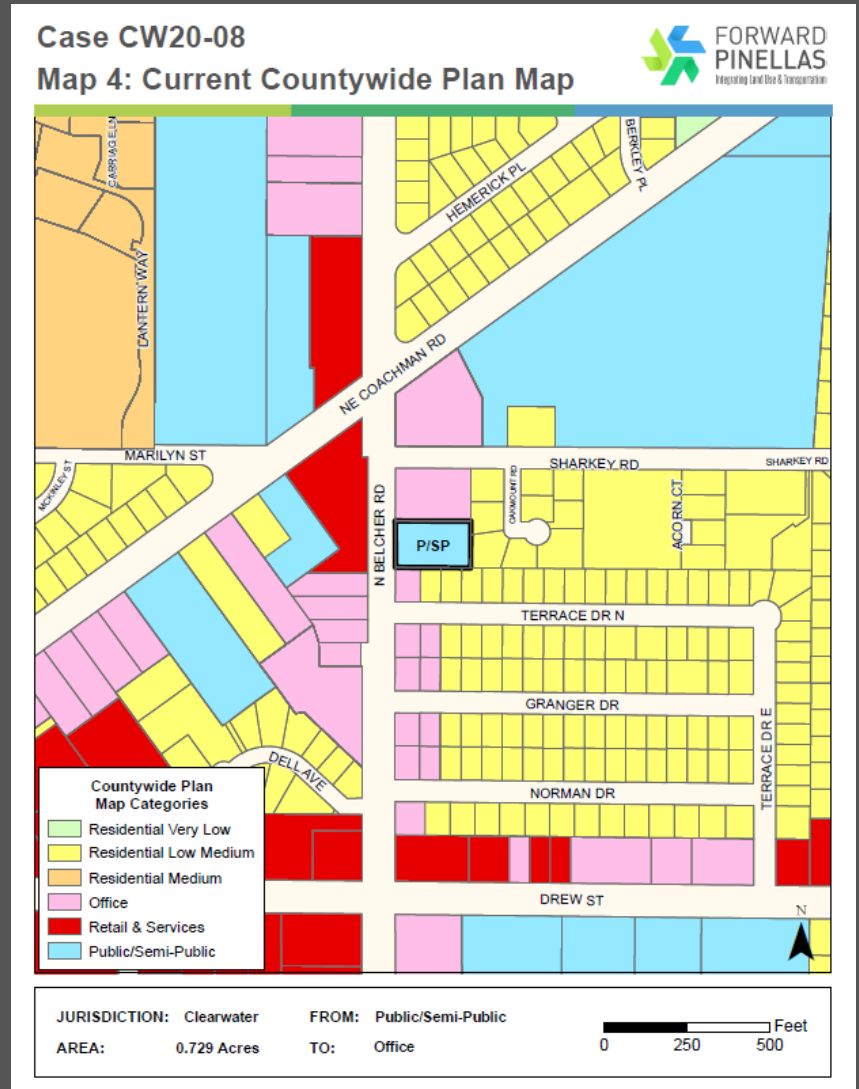 Case CW20-08
Map 4: Current Countywide Plan Map
FORWARD
PINELLAS
Integrating Land Use & Transportation
CARRIAGE LN
BERKLEY PL
HEMERICK PL
LANTERN WAY
NE COACHMAN RD
MARILYN ST
SHARKEY RD
SHARKEY RD
MCKINLEY ST
OAKMOUNT RD
ACORN CT
N BELCHER RD
P/SP
TERRACE DR N
GRANGER DR
TERRACE DR E
DELL AVE
NORMAN DR
DREW ST
N
Countywide Plan
Map Categories
Residential Very Low
Residential Low Medium
Residential Medium
Office
Retail & Services
Public/Semi-Public
JURISDICTION: Clearwater FROM: Public/Semi-Public
AREA: 0.729 Acres TO: Office
Feet
0 250 500